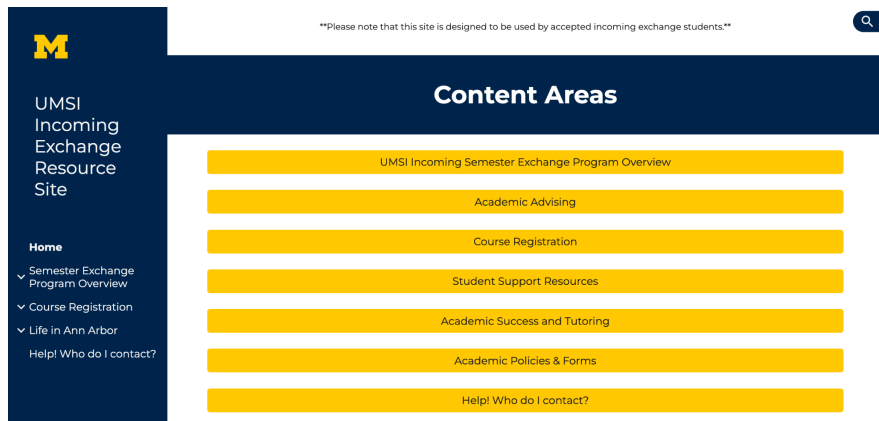 **Please note that this site is designed to be used by accepted incoming exchange students.**
M
UMSI
Incoming
Exchange
Resource
Site
Home
Semester Exchange
Program Overview
Course Registration
Life in Ann Arbor
Help! Who do I contact?
Content Areas
UMSI Incoming Semester Exchange Program Overview
Academic Advising
Course Registration
Student Support Resources
Academic Success and Tutoring
Academic Policies & Forms
Help! Who do I contact?